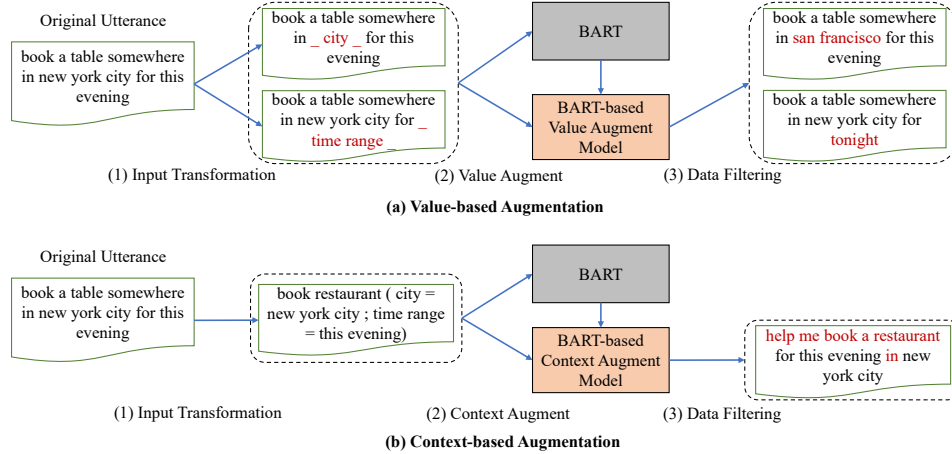 Original Utterance
book a table somewhere
in new york city for this
evening
book a table somewhere
in _ city _ for this
evening
book a table somewhere
in new york city for _
time range _
BART
BART-based
Value Augment
Model
book a table somewhere
in san francisco for this
evening
book a table somewhere
in new york city for
tonight
(1) Input Transformation
(2) Value Augment
(3) Data Filtering
(a) Value-based Augmentation
Original Utterance
book a table somewhere
in new york city for this
evening
book restaurant ( city =
new york city ; time range
= this evening)
BART
BART-based
Context Augment
Model
help me book a restaurant
for this evening in new
york city
(1) Input Transformation
(2) Context Augment
(3) Data Filtering
(b) Context-based Augmentation